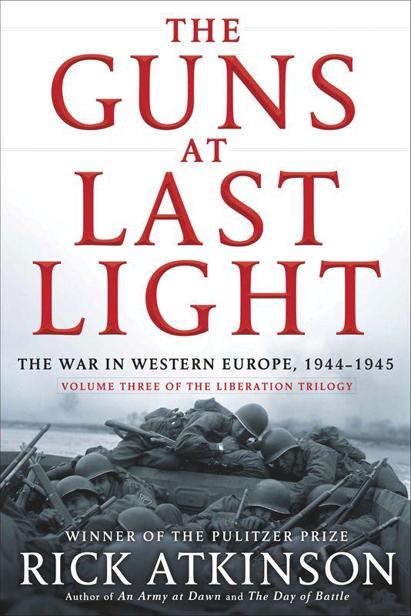 THE
GUNS
AT
LAST
LIGHT
THE WAR IN WESTERN EUROPE, 1944–1945
VOLUME THREE OF THE LIBERATION TRILOGY
WINNER OF THE PULITZER PRIZE
RICK ATKINSON
Author of An Army at Dawn and The Day of Battle